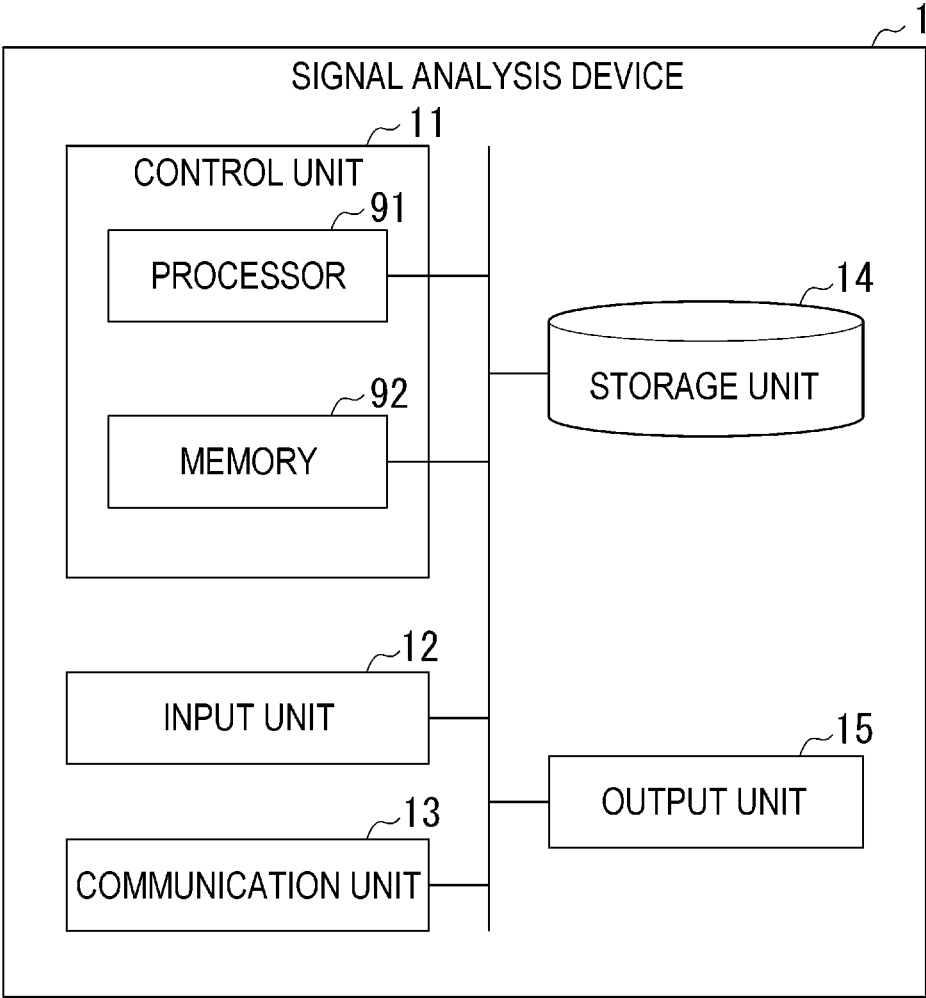 1
SIGNAL ANALYSIS DEVICE
11
CONTROL UNIT
91
PROCESSOR
14
STORAGE UNIT
92
MEMORY
12
INPUT UNIT
15
OUTPUT UNIT
13
COMMUNICATION UNIT